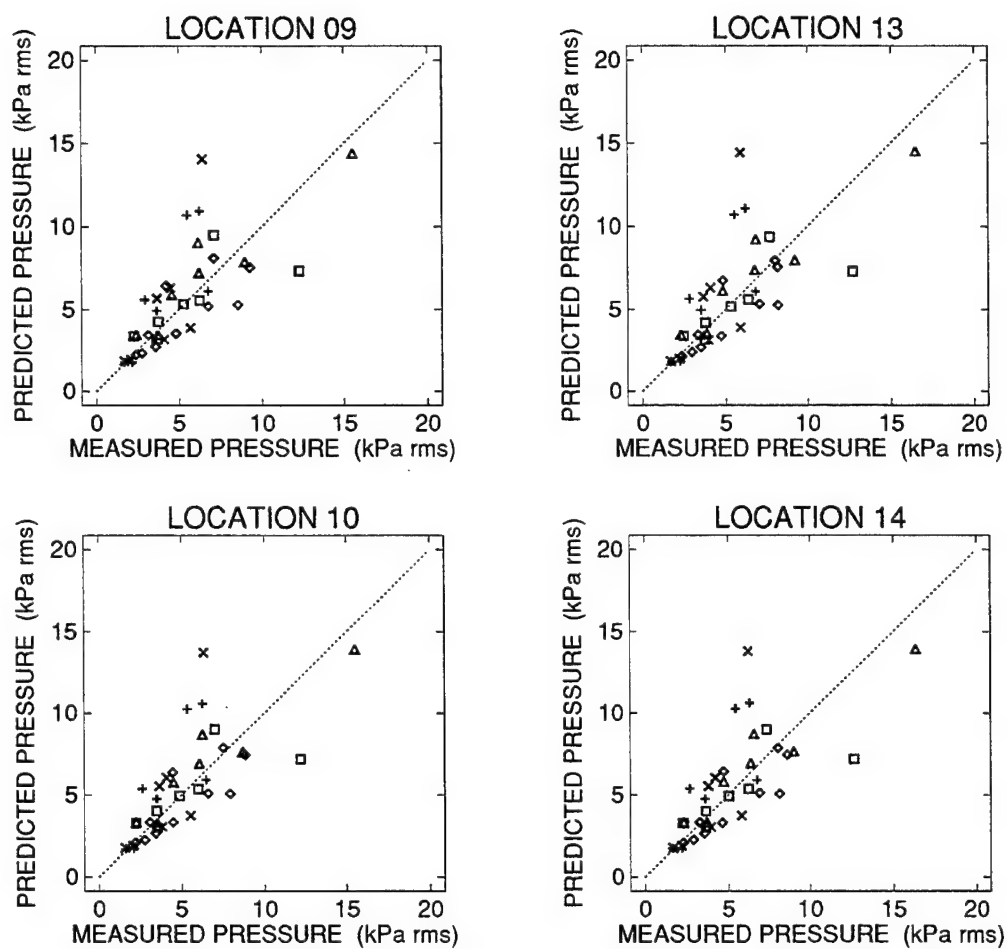 LOCATION 09
PREDICTED PRESSURE (kPa rms)
20
15
10
5
0
0 5 10 15 20
MEASURED PRESSURE (kPa rms)
LOCATION 13
PREDICTED PRESSURE (kPa rms)
20
15
10
5
0
0 5 10 15 20
MEASURED PRESSURE (kPa rms)
LOCATION 10
PREDICTED PRESSURE (kPa rms)
20
15
10
5
0
0 5 10 15 20
MEASURED PRESSURE (kPa rms)
LOCATION 14
PREDICTED PRESSURE (kPa rms)
20
15
10
5
0
0 5 10 15 20
MEASURED PRESSURE (kPa rms)